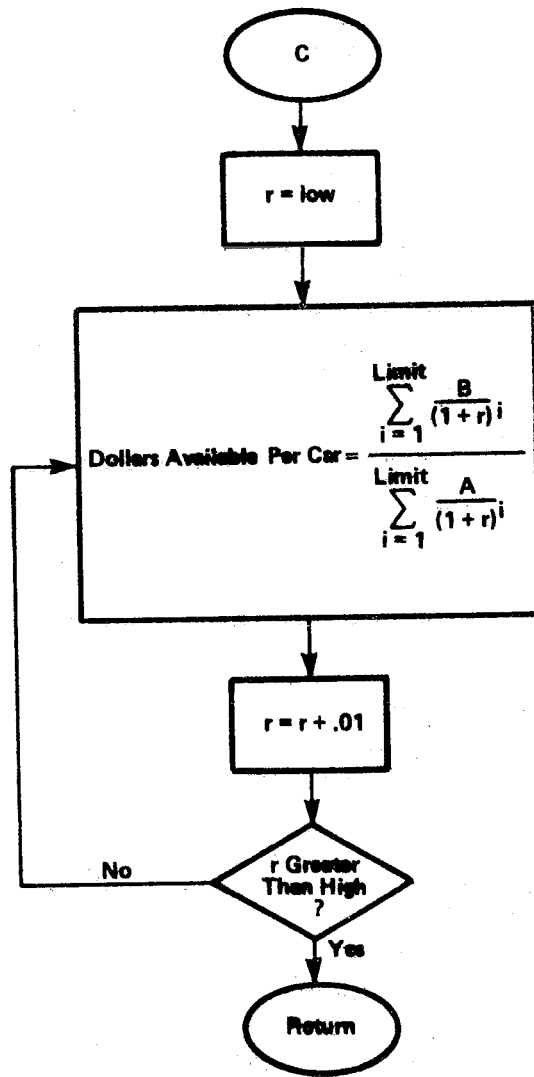 C
r = low
Limit
∑ B
i = 1 (1 + r) i
Dollars Available Per Car =
Limit
∑ A
i = 1 (1 + r) i
r = r + .01
r Greater
Than High
?
No
Yes
Return